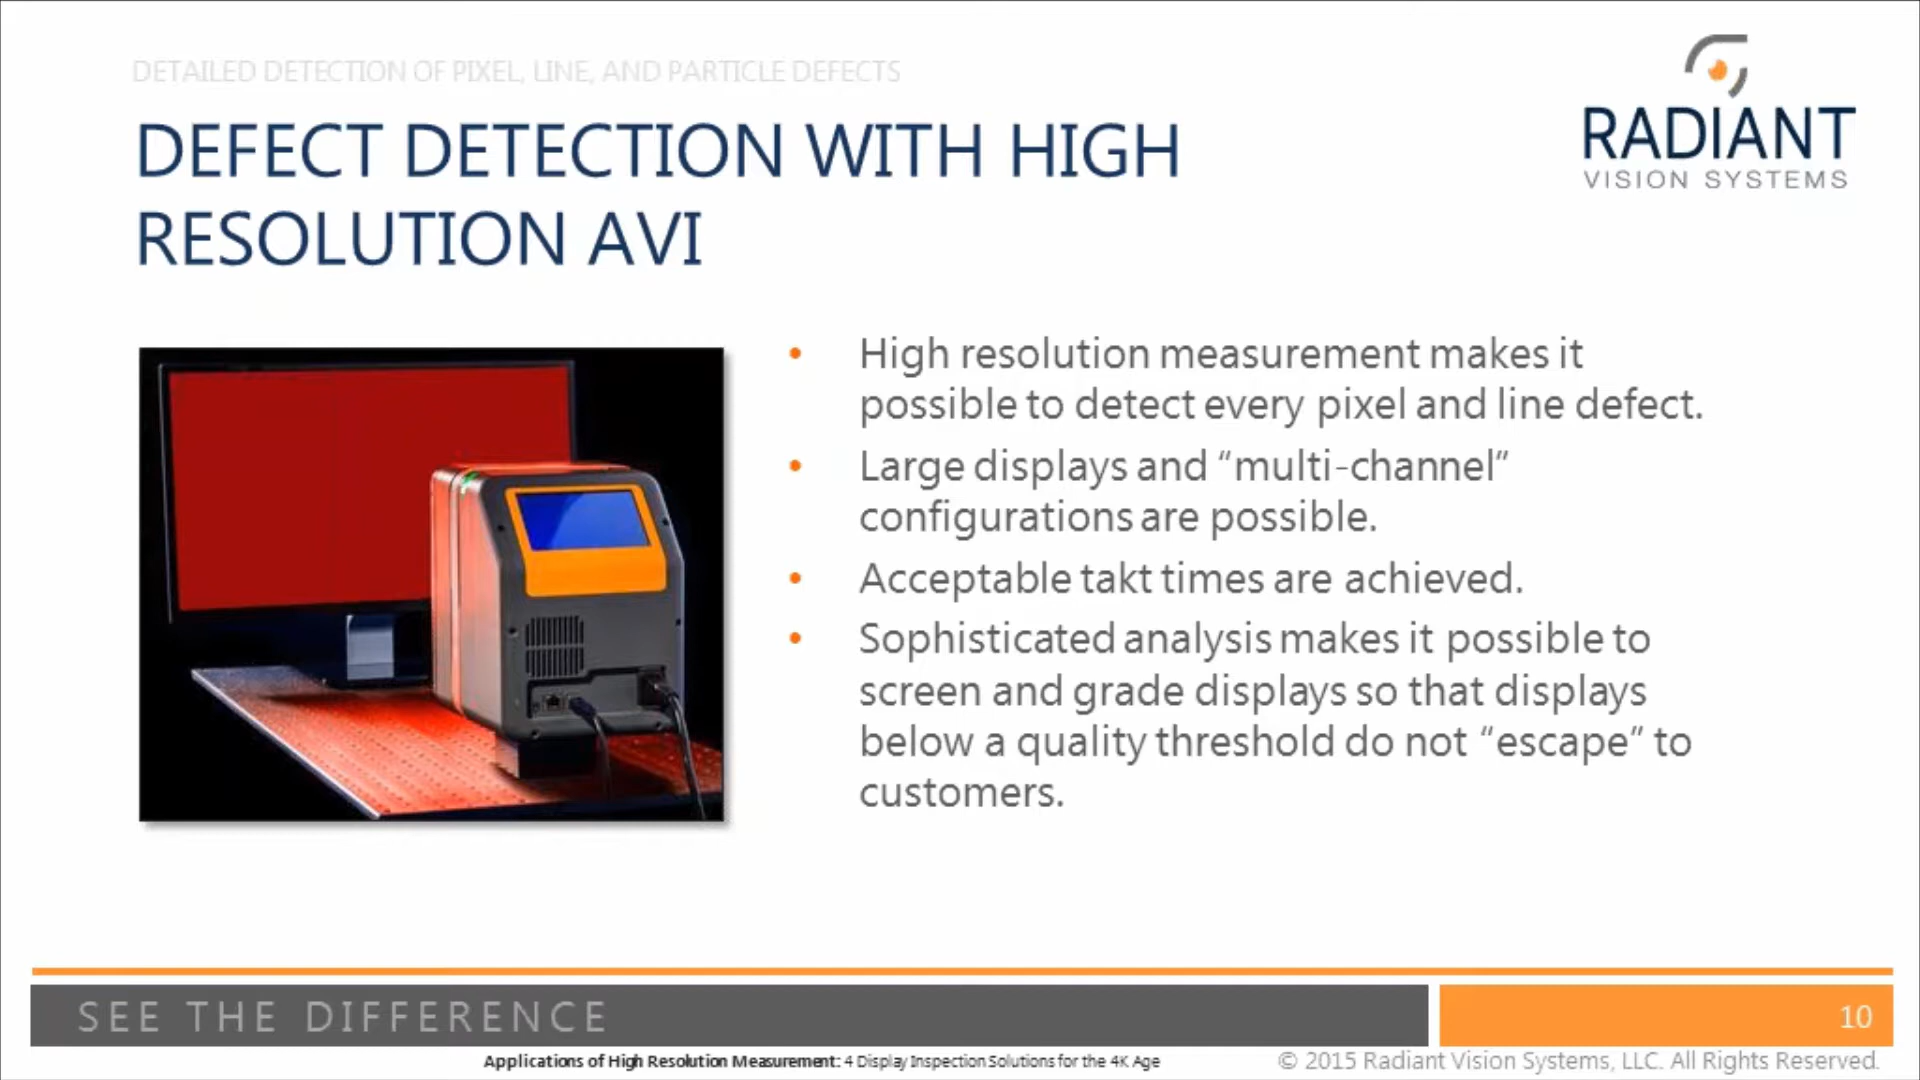 DETAILED DETECTION OF PIXEL, LINE, AND PARTICLE DEFECTS
DEFECT DETECTION WITH HIGH
RESOLUTION AVI
RADIANT
VISION SYSTEMS
• High resolution measurement makes it
possible to detect every pixel and line defect.
• Large displays and “multi-channel”
configurations are possible.
• Acceptable takt times are achieved.
• Sophisticated analysis makes it possible to
screen and grade displays so that displays
below a quality threshold do not “escape” to
customers.
SEE THE DIFFERENCE
10
Applications of High Resolution Measurement: 4 Display Inspection Solutions for the 4K Age
© 2015 Radiant Vision Systems, LLC. All Rights Reserved.